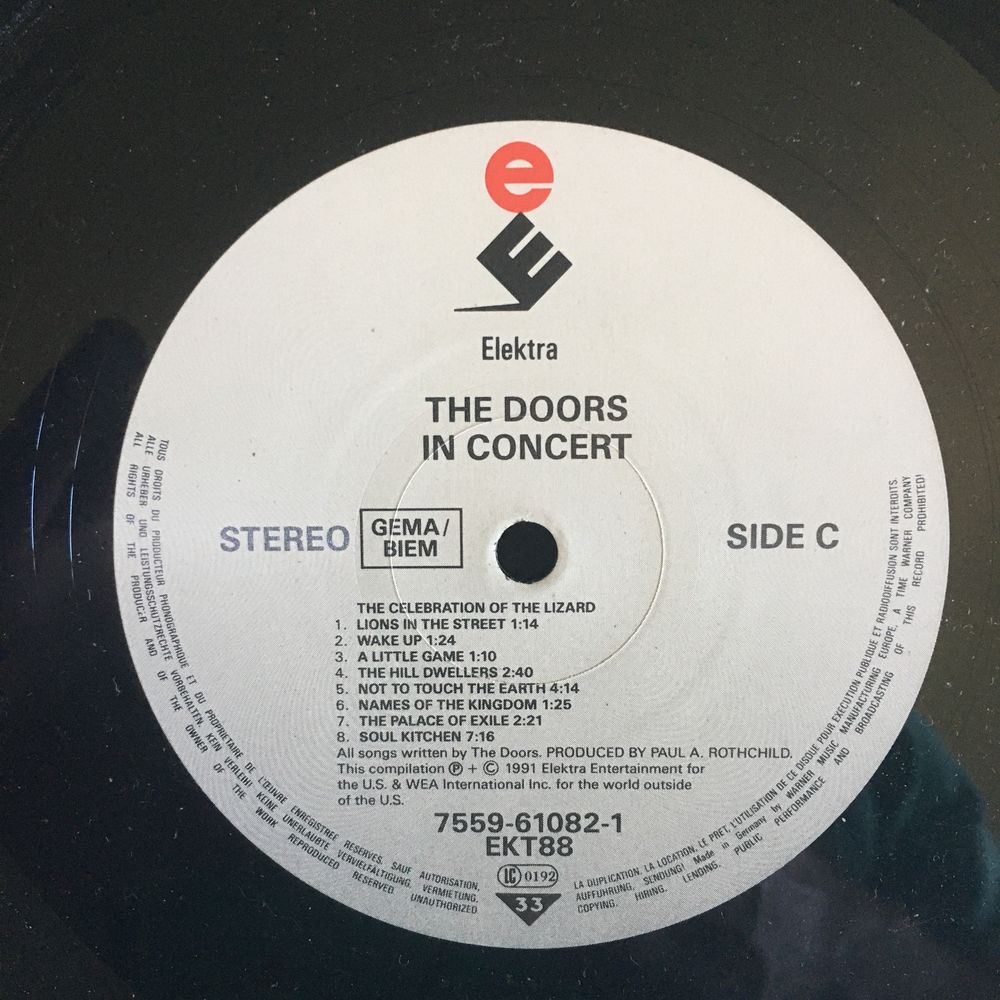 e
E
Elektra
THE DOORS
IN CONCERT
STEREO
GEMA/
BIEM
SIDE C
THE CELEBRATION OF THE LIZARD
1. LIONS IN THE STREET 1:14
2. WAKE UP 1:24
3. A LITTLE GAME 1:10
4. THE HILL DWELLERS 2:40
5. NOT TO TOUCH THE EARTH 4:14
6. NAMES OF THE KINGDOM 1:25
7. THE PALACE OF EXILE 2:21
8. SOUL KITCHEN 7:16
All songs written by The Doors. PRODUCED BY PAUL A. ROTHCHILD.
This compilation ℗ + © 1991 Elektra Entertainment for
the U.S. & WEA International Inc. for the world outside
of the U.S.
7559-61082-1
EKT88
LC 0192
33
TOUS DROITS DU PRODUCTEUR PHONOGRAPHIQUE ET DU PROPRIETAIRE DE L'ŒUVRE ENREGISTREE RESERVES. SAUF AUTORISATION,
LA DUPLICATION, LA LOCATION, LE PRET, L'UTILISATION DE CE DISQUE POUR EXECUTION PUBLIQUE ET RADIODIFFUSION SONT INTERDITS.
ALLE URHEBER UND LEISTUNGSSCHUTZRECHTE VORBEHALTEN. KEIN VERLEIH! KEINE UNERLAUBTE VERVIELFÄLTIGUNG, VERMIETUNG,
AUFFÜHRUNG, SENDUNG! Made in Germany by WARNER MUSIC MANUFACTURING EUROPE. A TIME WARNER COMPANY
ALL RIGHTS OF THE PRODUCER AND OF THE OWNER OF THE WORK REPRODUCED RESERVED. UNAUTHORIZED
COPYING. HIRING. LENDING. PUBLIC PERFORMANCE AND BROADCASTING OF THIS RECORD PROHIBITED!